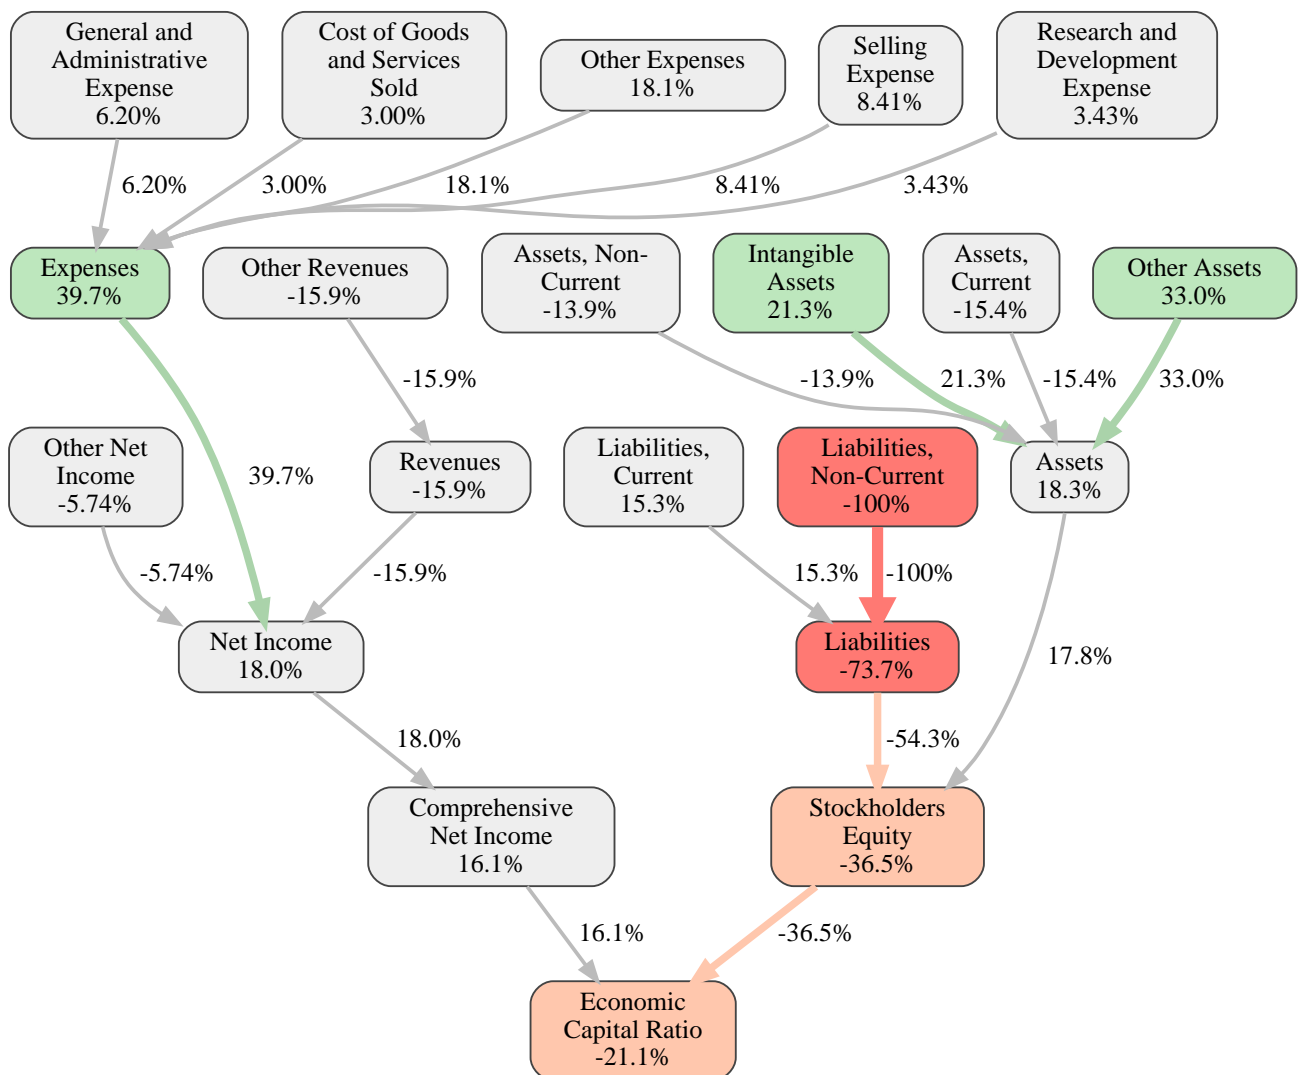 General and
Administrative
Expense
6.20%
Cost of Goods
and Services
Sold
3.00%
Other Expenses
18.1%
Selling
Expense
8.41%
Research and
Development
Expense
3.43%
6.20%
3.00%
18.1%
8.41%
3.43%
Expenses
39.7%
Other Revenues
-15.9%
Assets, Non-
Current
-13.9%
Intangible
Assets
21.3%
Assets,
Current
-15.4%
Other Assets
33.0%
-15.9%
-13.9%
21.3%
-15.4%
33.0%
Other Net
Income
-5.74%
39.7%
Revenues
-15.9%
Liabilities,
Current
15.3%
Liabilities,
Non-Current
-100%
Assets
18.3%
-5.74%
-15.9%
15.3%
-100%
Net Income
18.0%
Liabilities
-73.7%
17.8%
18.0%
-54.3%
Comprehensive
Net Income
16.1%
Stockholders
Equity
-36.5%
16.1%
-36.5%
Economic
Capital Ratio
-21.1%